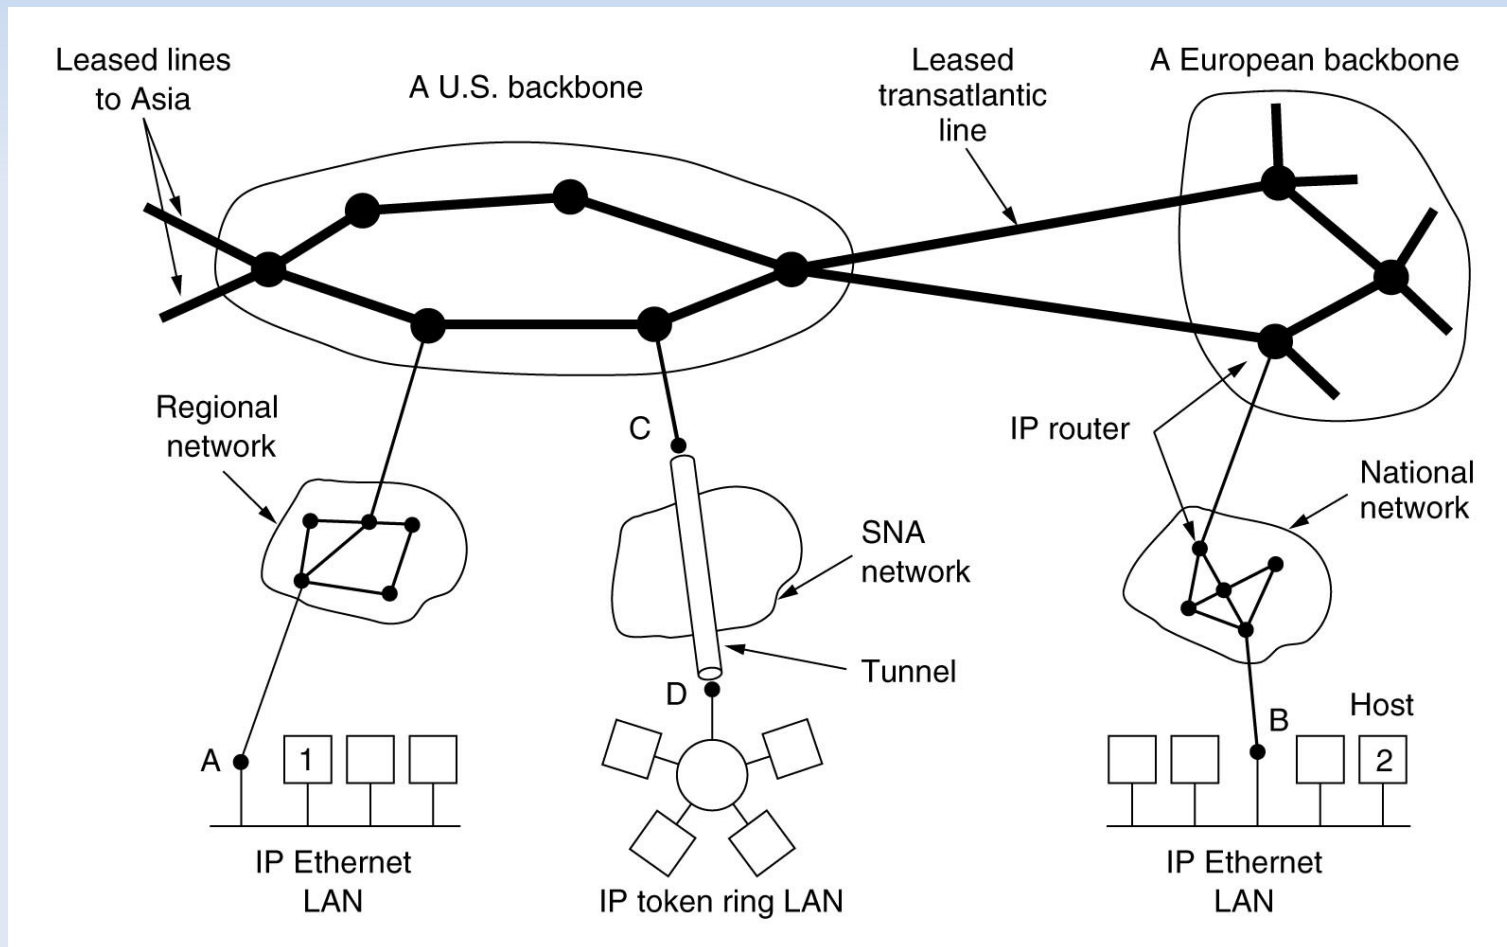 Leased lines
to Asia
A U.S. backbone
Leased
transatlantic
line
A European backbone
Regional
network
C
IP router
National
network
SNA
network
Tunnel
D
A
1
B
Host
2
IP Ethernet
LAN
IP token ring LAN
IP Ethernet
LAN